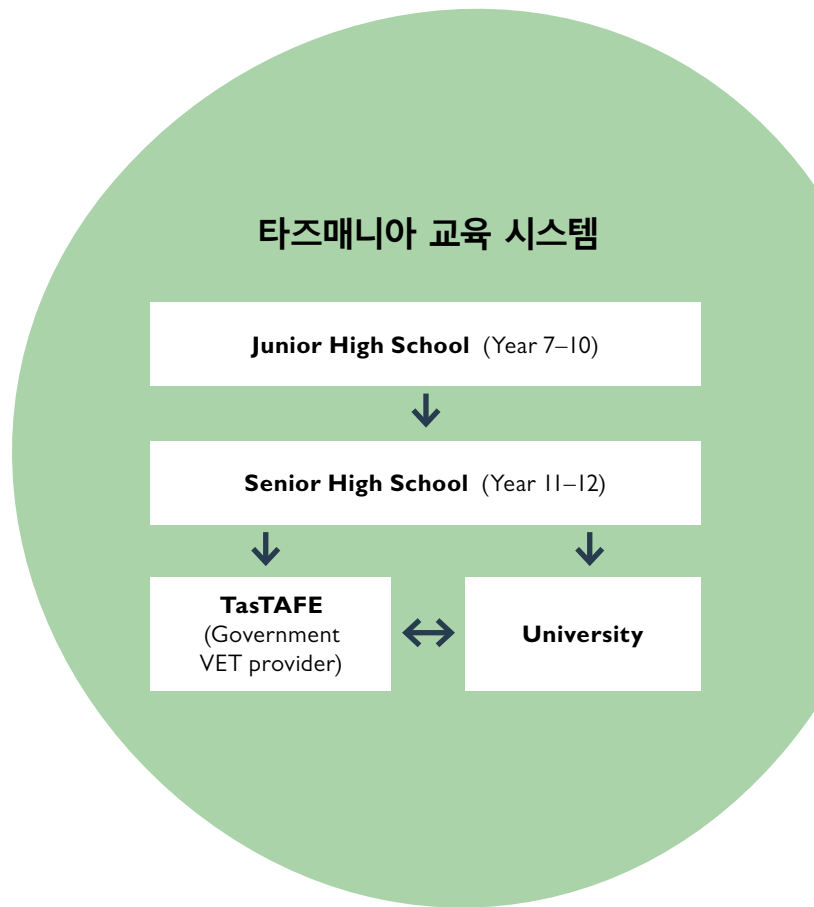 타즈매니아 교육 시스템
Junior High School (Year 7–10)
Senior High School (Year 11–12)
TasTAFE
(Government
VET provider)
University